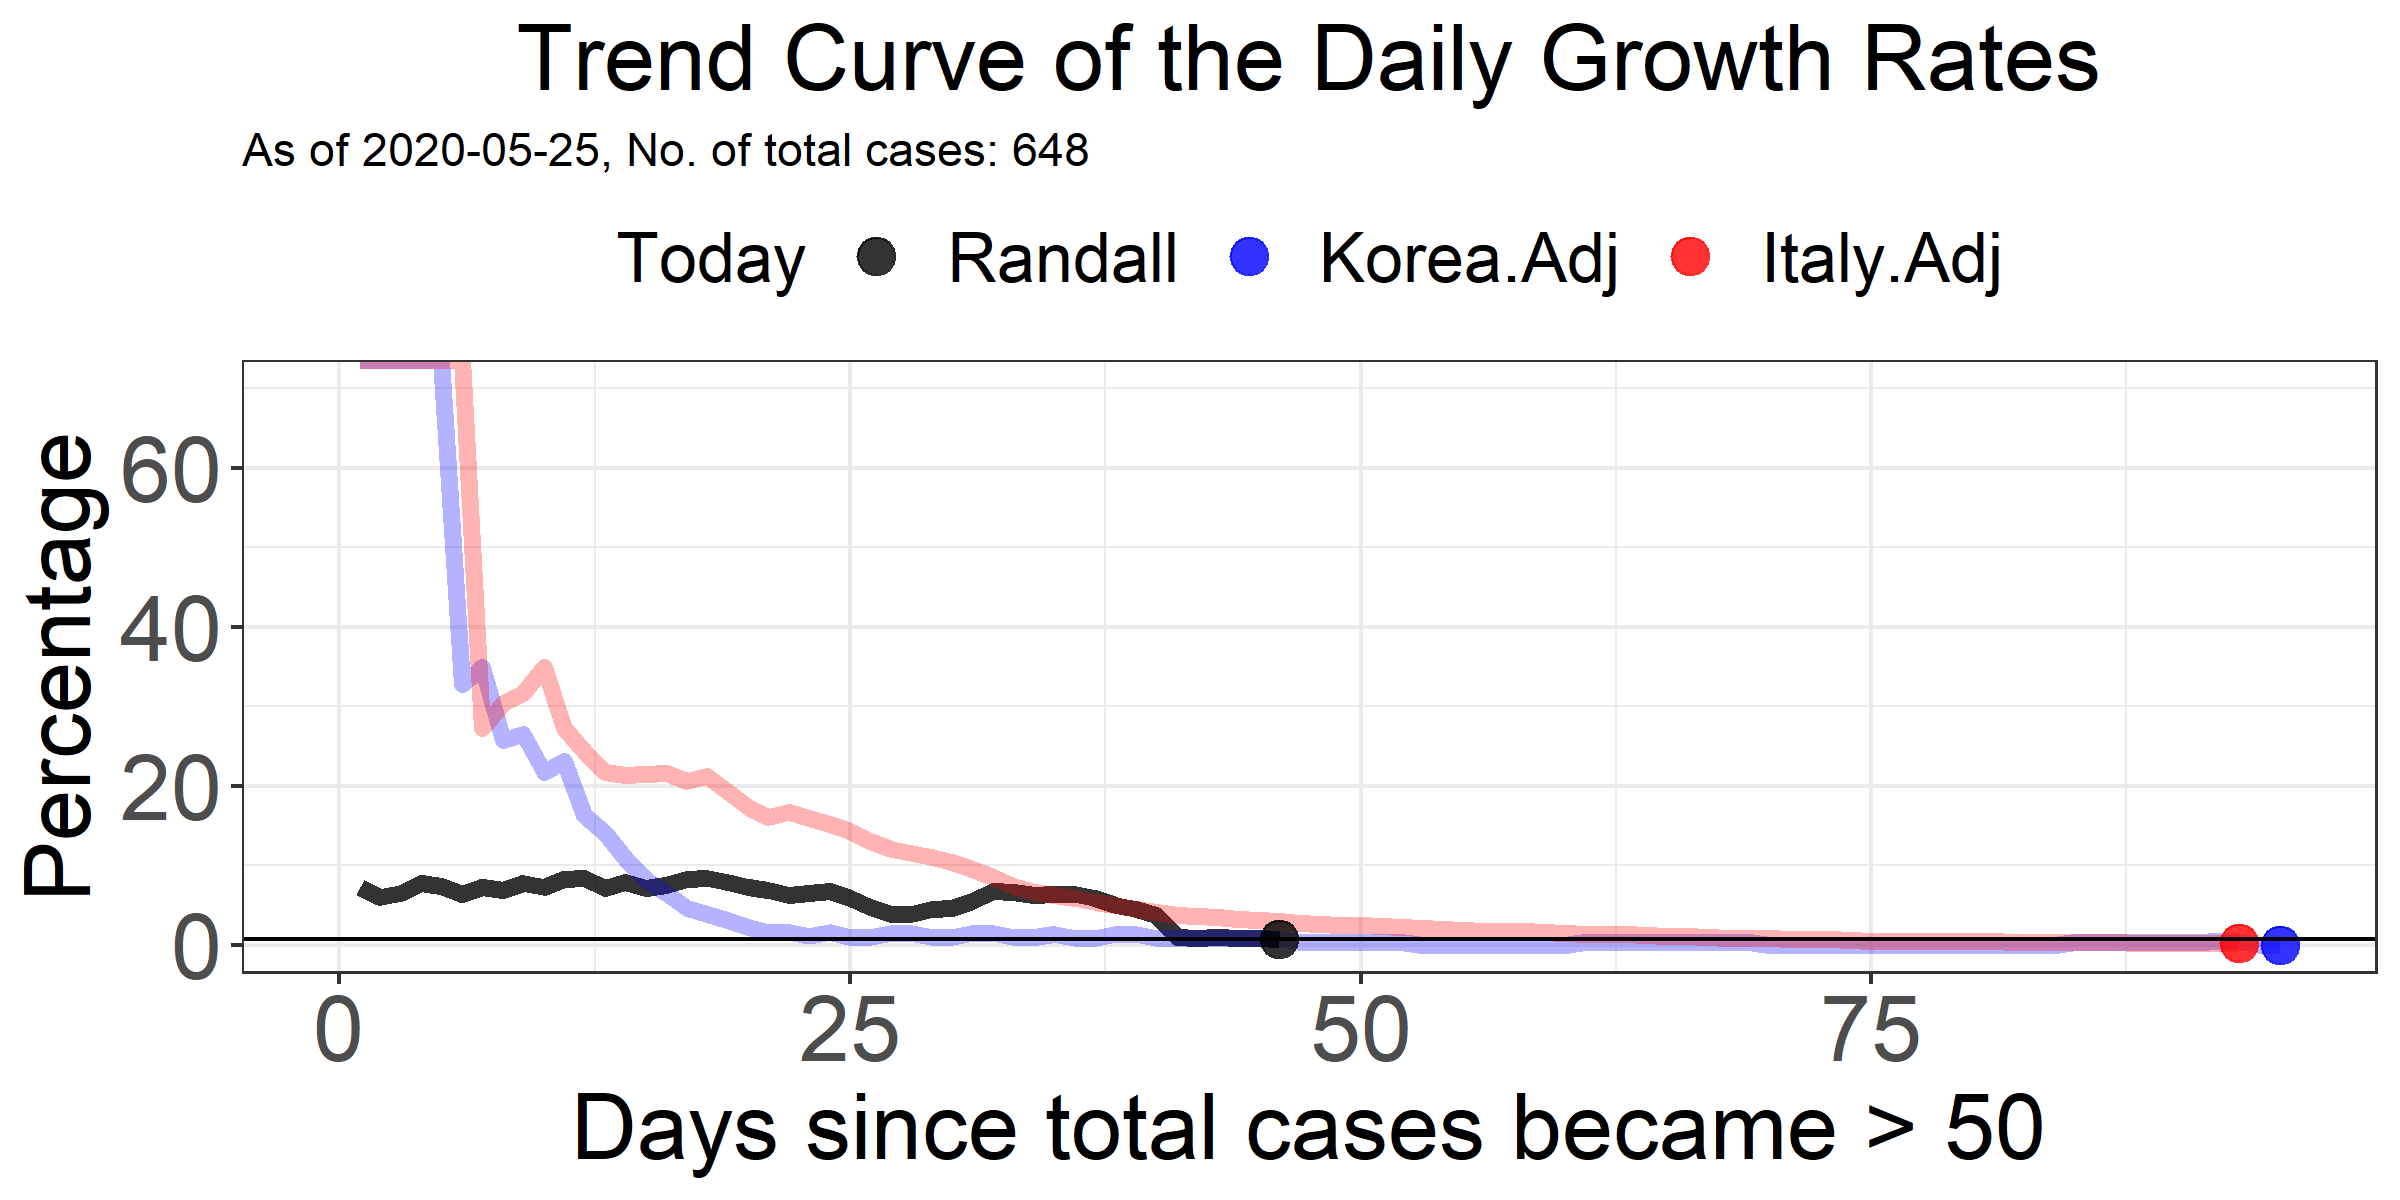 Trend Curve of the Daily Growth Rates
As of 2020-05-25, No. of total cases: 648
Today Randall Korea.Adj Italy.Adj
Percentage
60
40
20
0
0 25 50 75
Days since total cases became > 50